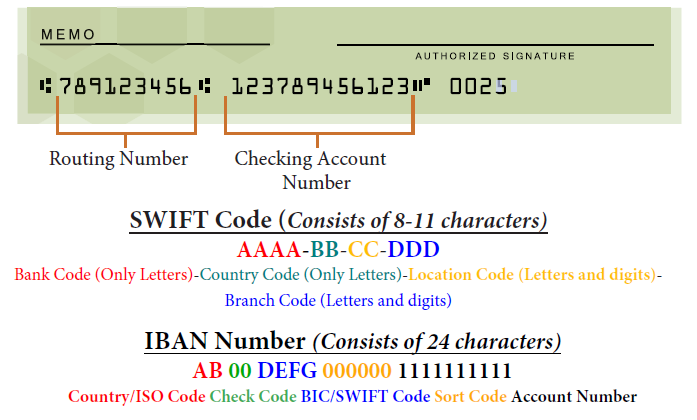 MEMO
AUTHORIZED SIGNATURE
⑆789123456⑆ 123789456123⑈ 0025
Routing Number
Checking Account
Number
SWIFT Code (Consists of 8-11 characters)
AAAA-BB-CC-DDD
Bank Code (Only Letters)-Country Code (Only Letters)-Location Code (Letters and digits)-
Branch Code (Letters and digits)
IBAN Number (Consists of 24 characters)
AB 00 DEFG 000000 1111111111
Country/ISO Code Check Code BIC/SWIFT Code Sort Code Account Number